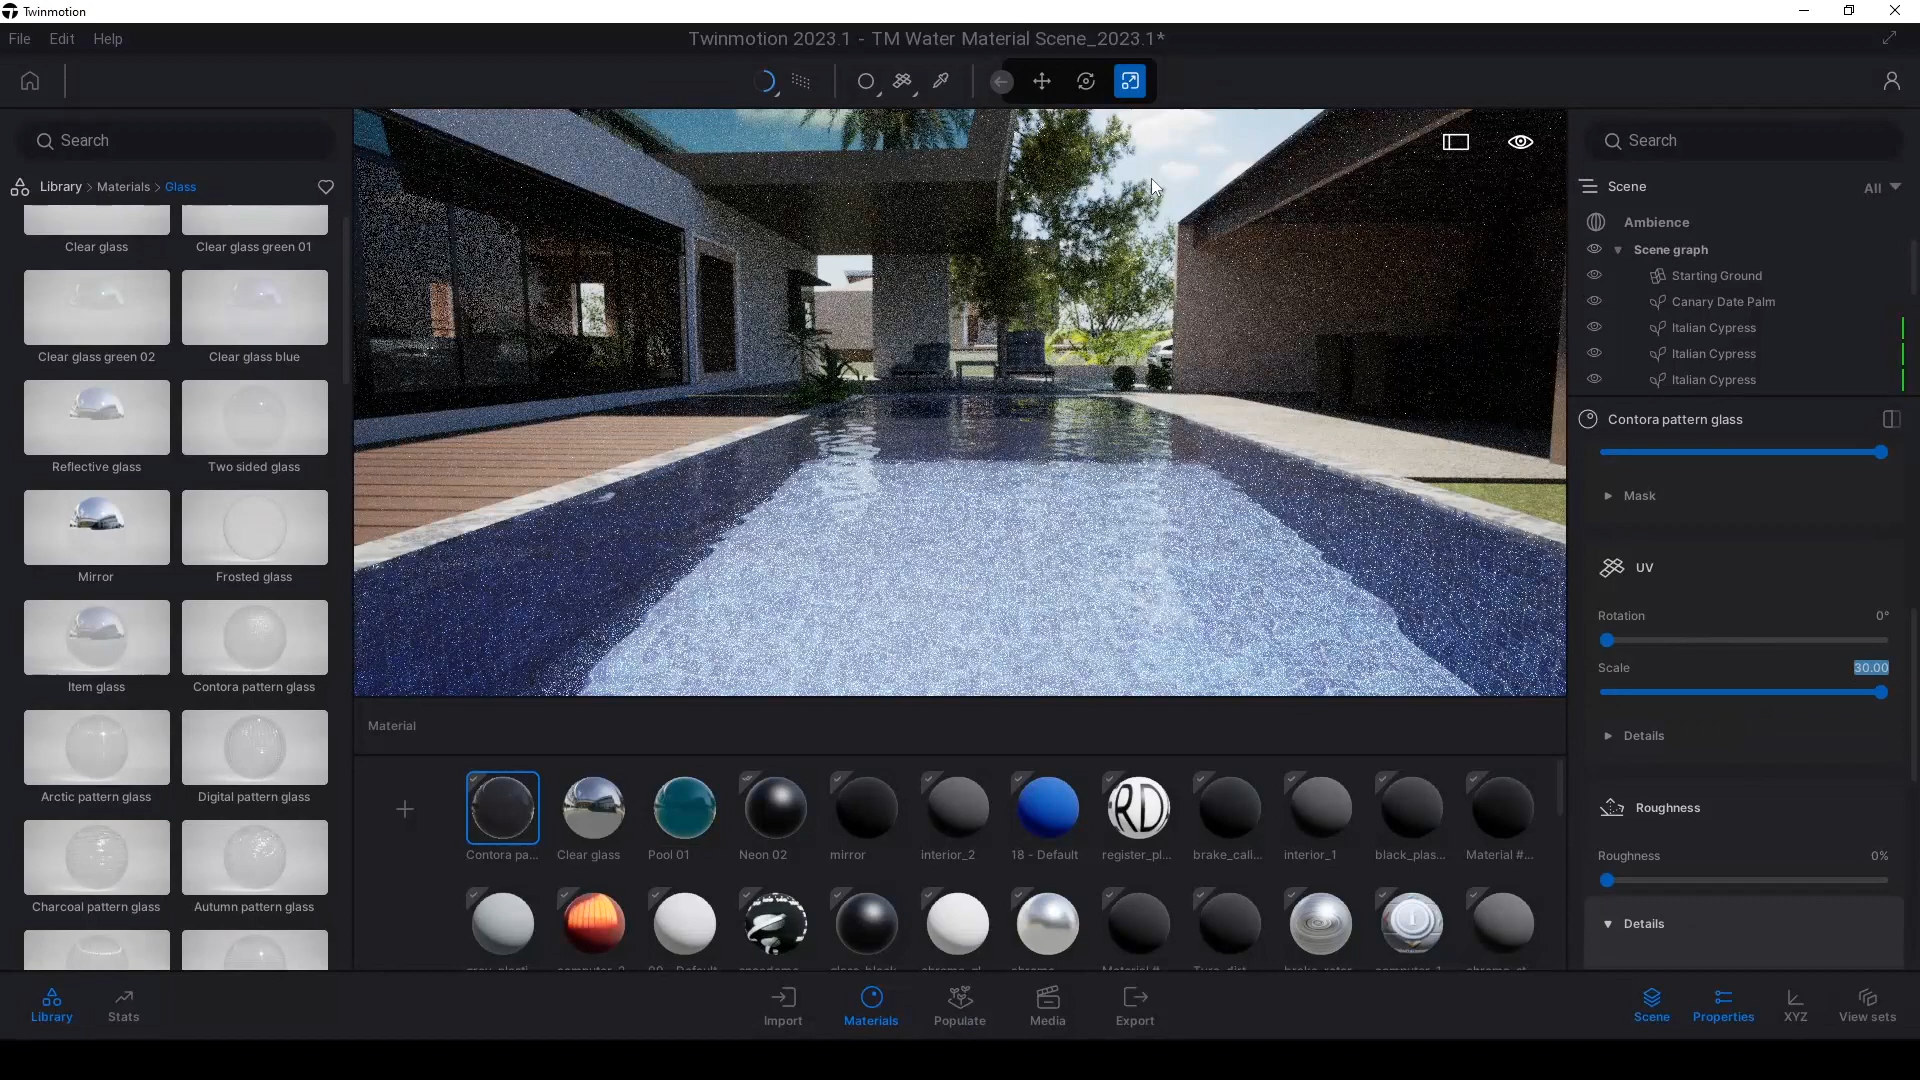 Twinmotion
File Edit Help
Twinmotion 2023.1 - TM Water Material Scene_2023.1*
Search
Library > Materials > Glass
Clear glass
Clear glass green 01
Clear glass green 02
Clear glass blue
Reflective glass
Two sided glass
Mirror
Frosted glass
Item glass
Contora pattern glass
Arctic pattern glass
Digital pattern glass
Charcoal pattern glass
Autumn pattern glass
Search
Scene
All
Ambience
Scene graph
Starting Ground
Canary Date Palm
Italian Cypress
Italian Cypress
Italian Cypress
Contora pattern glass
Mask
UV
Rotation 0°
Scale 30.00
Details
Roughness
Roughness 0%
Details
Material
RD
Contora pa... Clear glass Pool 01 Neon 02 mirror interior_2 18 - Default register_pl... brake_cali... interior_1 black_plas... Material #...
Library
Stats
Import
Materials
Populate
Media
Export
Scene
Properties
XYZ
View sets